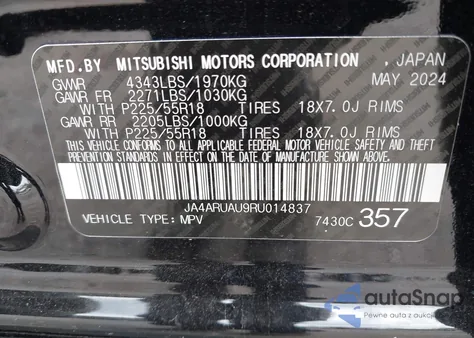 MFD.BY MITSUBISHI MOTORS CORPORATION , JAPAN
GVWR 4343LBS/1970KG MAY 2024
GAWR FR 2271LBS/1030KG
WITH P225/55R18 TIRES 18X7.0J RIMS
GAWR RR 2205LBS/1000KG
WITH P225/55R18 TIRES 18X7.0J RIMS
THIS VEHICLE CONFORMS TO ALL APPLICABLE FEDERAL MOTOR
VEHICLE SAFETY AND THEFT PREVENTION STANDARDS IN EFFECT
ON THE DATE OF MANUFACTURE SHOWN ABOVE.
JA4ARUAU9RU014837
VEHICLE TYPE: MPV 7430C 357
autoSnap
Pewne auta z USA